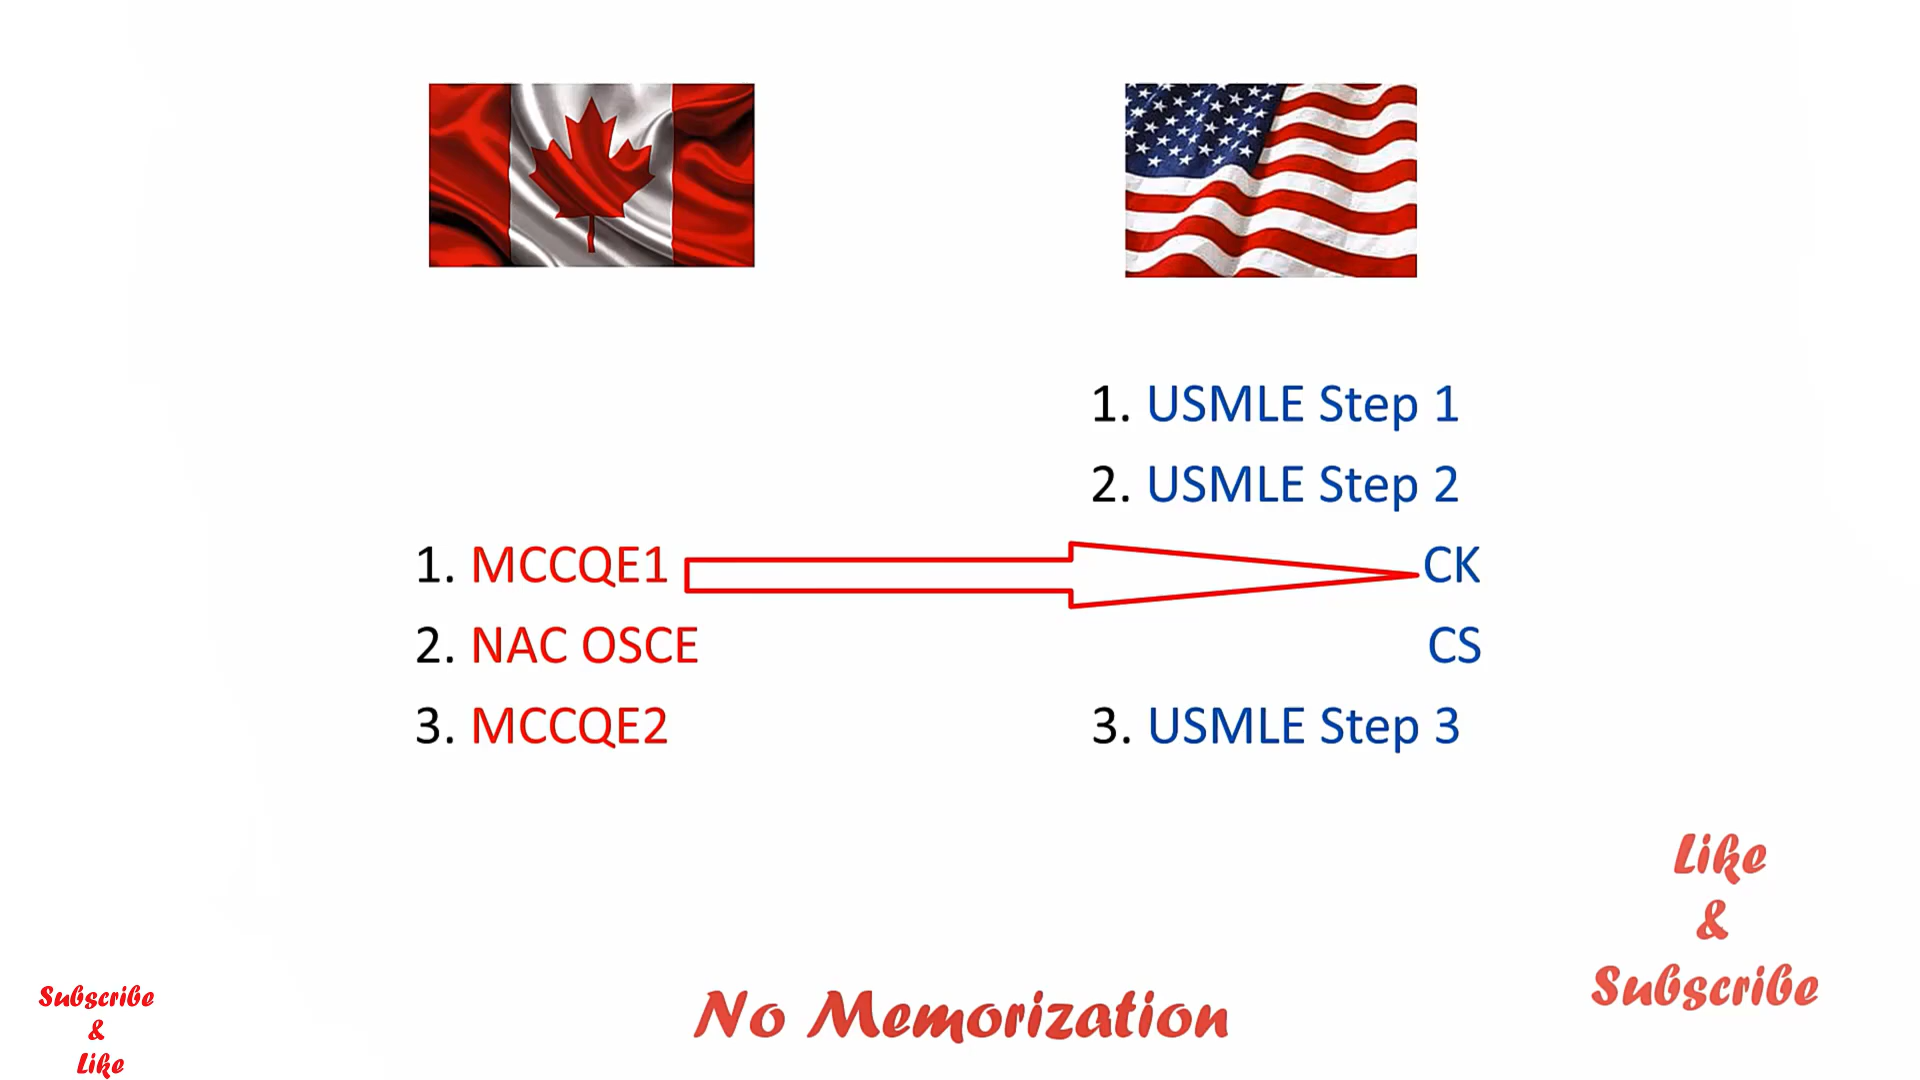 1. USMLE Step 1
2. USMLE Step 2
1. MCCQE1
CK
2. NAC OSCE
CS
3. MCCQE2
3. USMLE Step 3
Like
&
Subscribe
No Memorization
Subscribe
&
Like